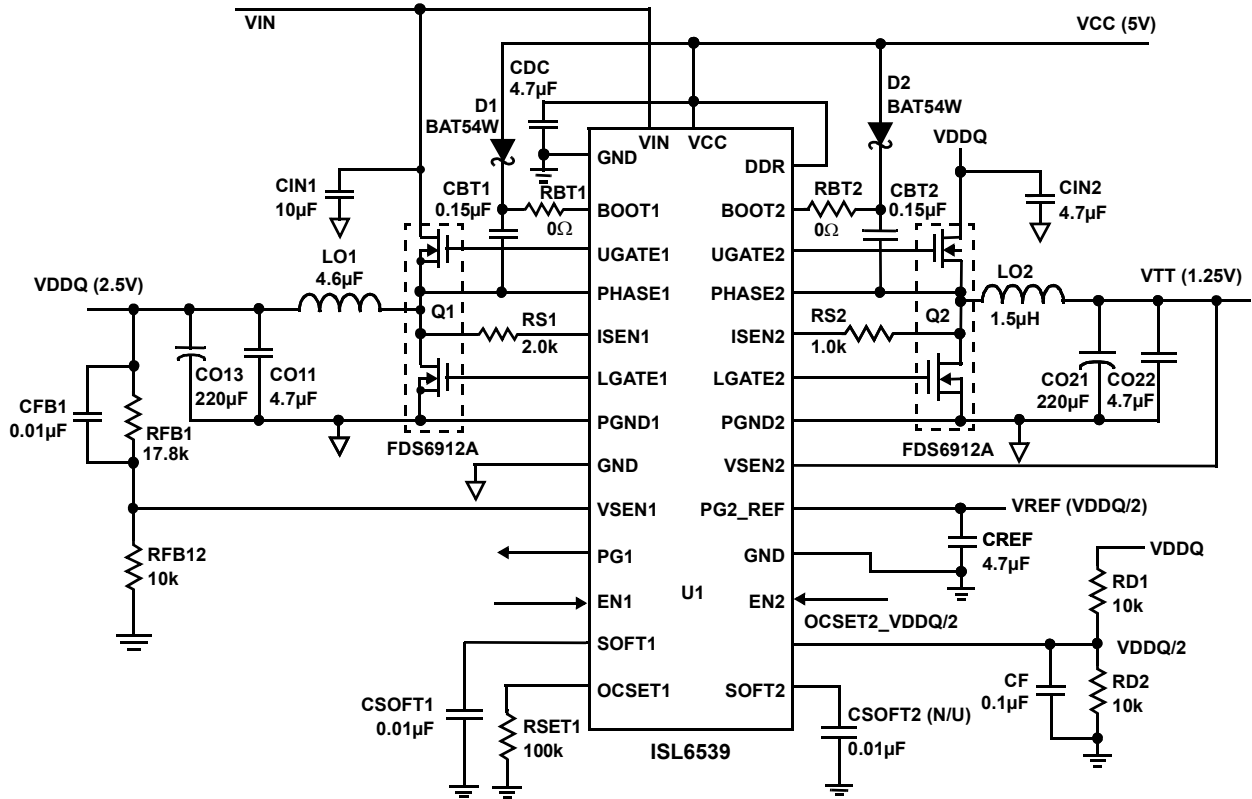 VIN
VCC (5V)
CDC
4.7µF
D1
BAT54W
D2
BAT54W
VDDQ
VIN
VCC
GND
DDR
CIN1
10µF
CBT1
0.15µF
RBT1
0Ω
BOOT1
BOOT2
RBT2
0Ω
CBT2
0.15µF
CIN2
4.7µF
UGATE1
UGATE2
LO1
4.6µF
VDDQ (2.5V)
PHASE1
PHASE2
LO2
1.5µH
VTT (1.25V)
Q1
RS1
2.0k
ISEN1
ISEN2
RS2
1.0k
Q2
CO13
220µF
CO11
4.7µF
LGATE1
LGATE2
CO21
220µF
CO22
4.7µF
CFB1
0.01µF
RFB1
17.8k
PGND1
PGND2
FDS6912A
FDS6912A
GND
VSEN2
VSEN1
PG2_REF
VREF (VDDQ/2)
CREF
4.7µF
RFB12
10k
PG1
GND
VDDQ
U1
EN1
EN2
OCSET2_VDDQ/2
RD1
10k
SOFT1
VDDQ/2
OCSET1
SOFT2
CF
0.1µF
RD2
10k
CSOFT1
0.01µF
RSET1
100k
CSOFT2 (N/U)
0.01µF
ISL6539